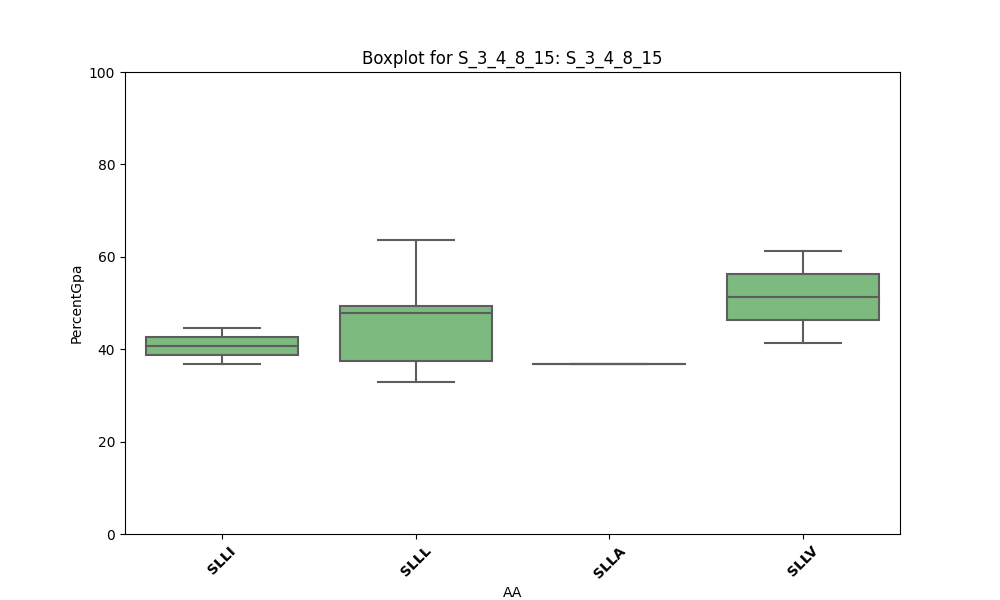 Boxplot for S_3_4_8_15: S_3_4_8_15
100
80
60
40
20
0
PercentGpa
SLLI
SLLL
SLLA
SLLV
AA